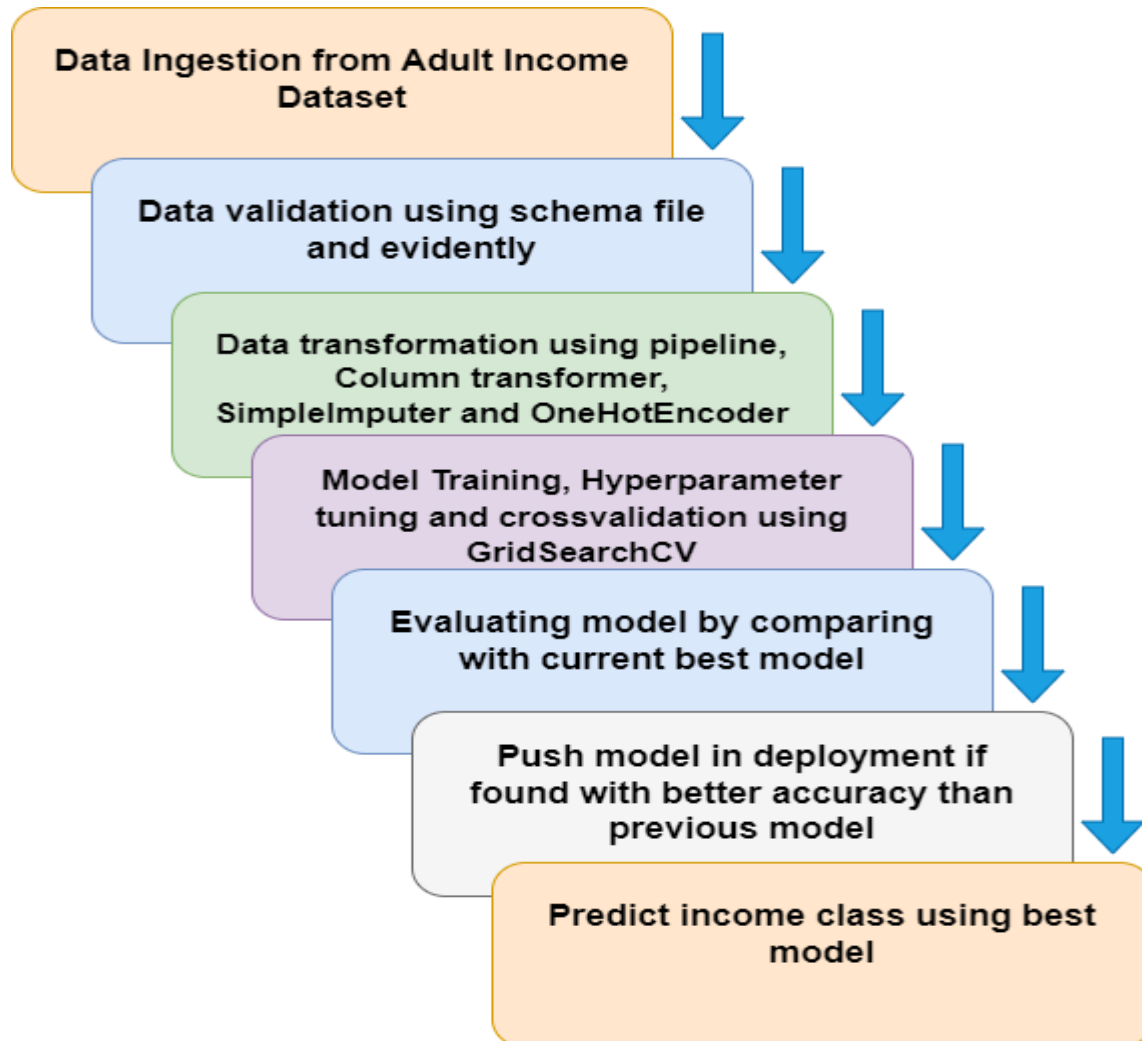 Data Ingestion from Adult Income
Dataset
Data validation using schema file
and evidently
Data transformation using pipeline,
Column transformer,
SimpleImputer and OneHotEncoder
Model Training, Hyperparameter
tuning and crossvalidation using
GridSearchCV
Evaluating model by comparing
with current best model
Push model in deployment if
found with better accuracy than
previous model
Predict income class using best
model